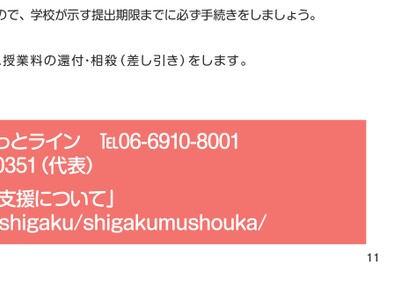 ので、学校が示す提出期限までに必ず手続きをしましょう。
授業料の還付・相殺（差し引き）をします。
っとライン　℡06-6910-8001
0351（代表）
支援について」
shigaku/shigakumushouka/
11